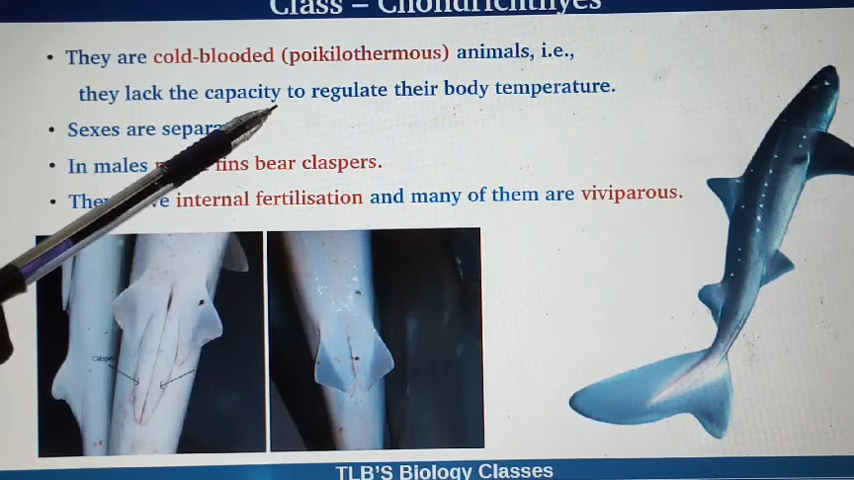 Class – Chondrichthyes
They are cold-blooded (poikilothermous) animals, i.e.,
they lack the capacity to regulate their body temperature.
Sexes are
In males fins bear claspers.
internal fertilisation and many of them are viviparous.
TLB'S Biology Classes